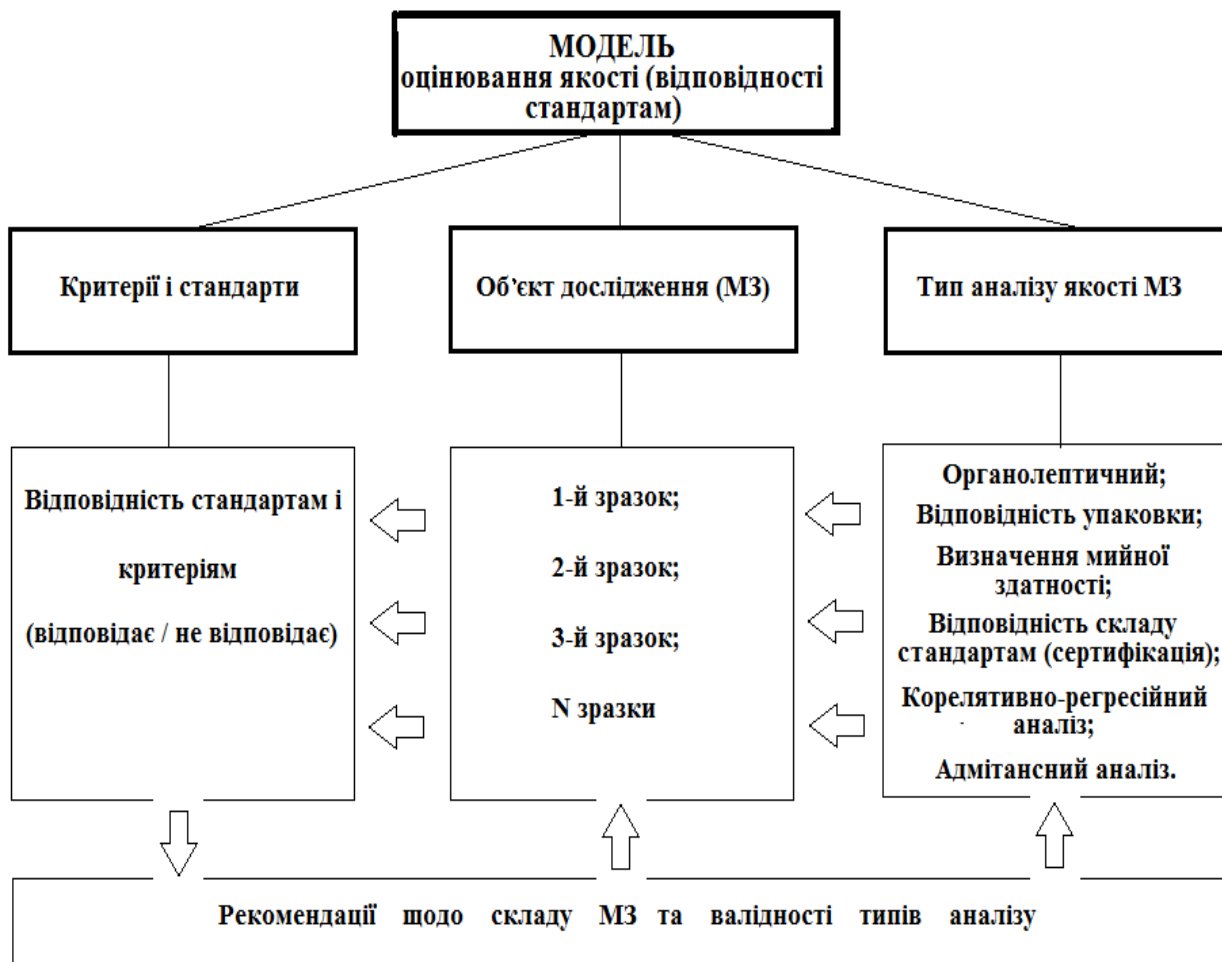 МОДЕЛЬ
оцінювання якості (відповідності
стандартам)
Критерії і стандарти
Об’єкт дослідження (МЗ)
Тип аналізу якості МЗ
Відповідність стандартам і
критеріям
(відповідає / не відповідає)
1-й зразок;
2-й зразок;
3-й зразок;
N зразки
Органолептичний;
Відповідність упаковки;
Визначення мийної
здатності;
Відповідність складу
стандартам (сертифікація);
Корелятивно-регресійний
аналіз;
Адмітансний аналіз.
Рекомендації щодо складу МЗ та валідності типів аналізу